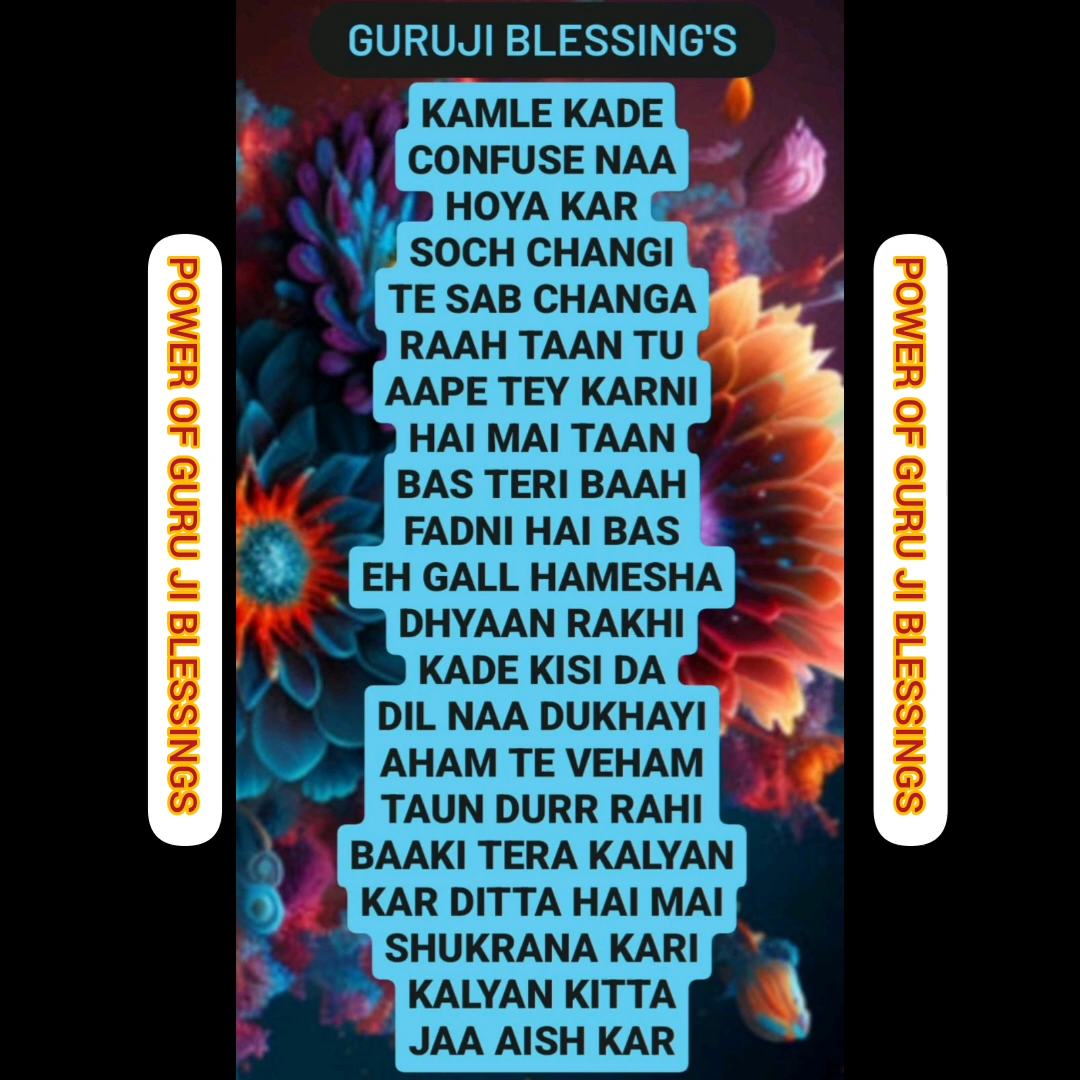 GURUJI BLESSING'S
KAMLE KADE
CONFUSE NAA
HOYA KAR
SOCH CHANGI
TE SAB CHANGA
RAAH TAAN TU
AAPE TEY KARNI
HAI MAI TAAN
BAS TERI BAAH
FADNI HAI BAS
EH GALL HAMESHA
DHYAAN RAKHI
KADE KISI DA
DIL NAA DUKHAYI
AHAM TE VEHAM
TAUN DURR RAHI
BAAKI TERA KALYAN
KAR DITTA HAI MAI
SHUKRANA KARI
KALYAN KITTA
JAA AISH KAR
POWER OF GURU JI BLESSINGS
POWER OF GURU JI BLESSINGS